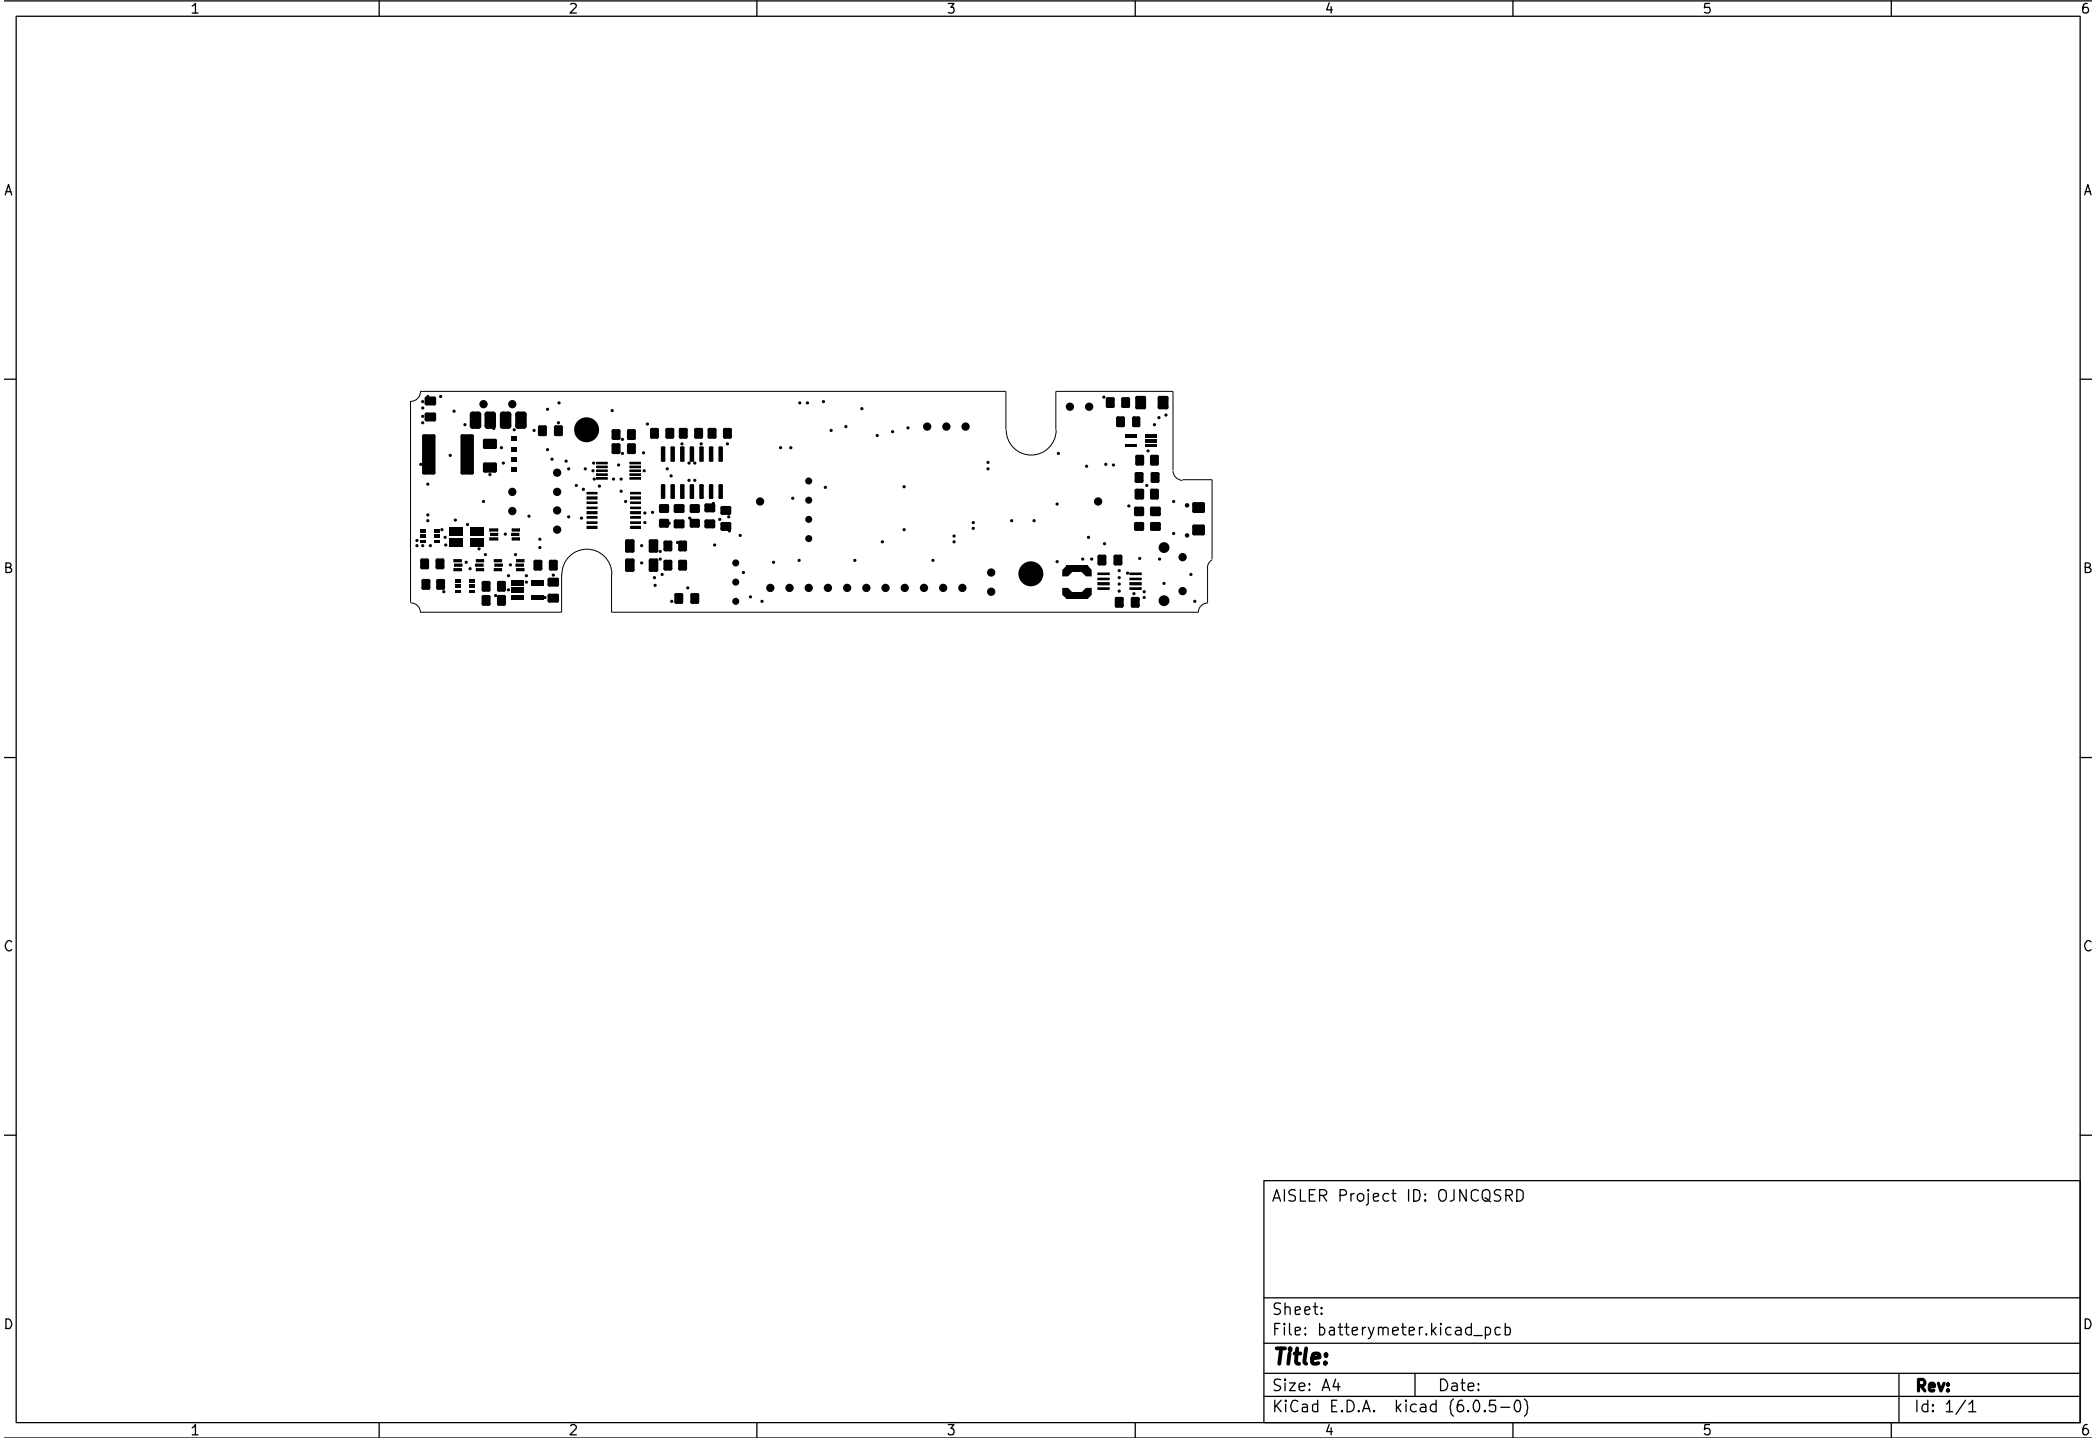 1 2 3 4 5 6
A A
B B
C C
AISLER Project ID: OJNCQSRD
Sheet:
File: batterymeter.kicad_pcb
D D
Title:
Size: A4 Date: Rev:
KiCad E.D.A. kicad (6.0.5-0) Id: 1/1
1 2 3 4 5 6